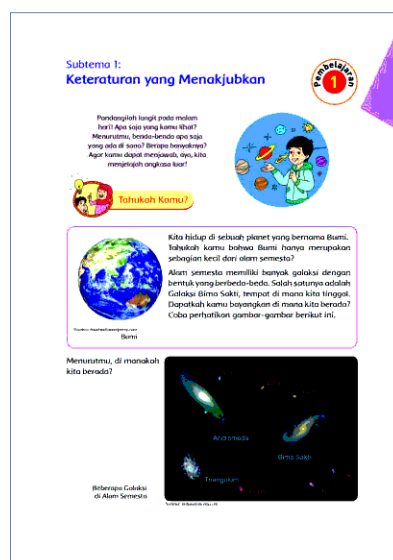 Subtema 1:
Keteraturan yang Menakjubkan
Pembelajaran
1
Pandangilah langit pada malam
hari! Apa saja yang kamu lihat?
Menurutmu, benda-benda apa saja
yang ada di sana? Berapa banyaknya?
Agar kamu dapat menjawab, ayo, kita
menjelajah angkasa luar!
Tahukah Kamu?
Kita hidup di sebuah planet yang bernama Bumi.
Tahukah kamu bahwa Bumi hanya merupakan
sebagian kecil dari alam semesta?
Alam semesta memiliki banyak galaksi dengan
bentuk yang berbeda-beda. Salah satunya adalah
Galaksi Bima Sakti, tempat di mana kita tinggal.
Dapatkah kamu bayangkan di mana kita berada?
Coba perhatikan gambar-gambar berikut ini.
Bumi
Menurutmu, di manakah
kita berada?
Andromeda
Bima Sakti
Triangulum
Beberapa Galaksi
di Alam Semesta